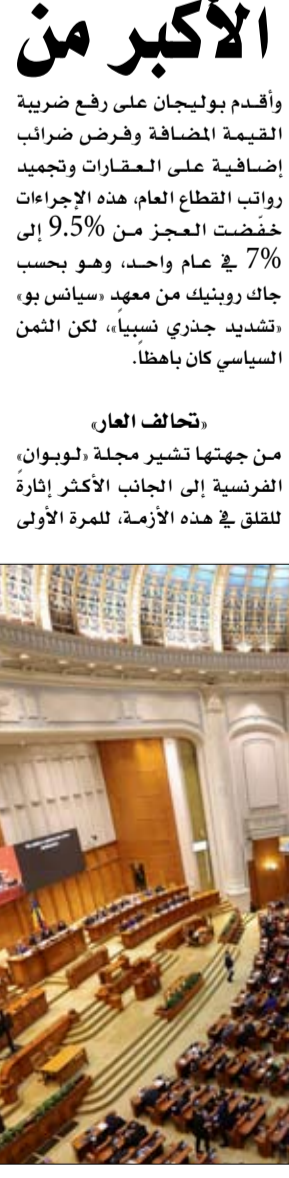 الأكبر من
وأقدم بوليجان على رفع ضريبة
القيمة المضافة وفرض ضرائب
إضافية على العقارات وتجميد
رواتب القطاع العام، هذه الإجراءات
خفّضت العجز من 9.5% إلى
7% في عام واحد، وهو بحسب
جاك روبنيك من معهد «سيانس بو»
«تشديد جذري نسبياً»، لكن الثمن
السياسي كان باهظاً.
«تحالف العار»
من جهتها تشير مجلة «لوبوان»
الفرنسية إلى الجانب الأكثر إثارة
للقلق في هذه الأزمة، للمرة الأولى